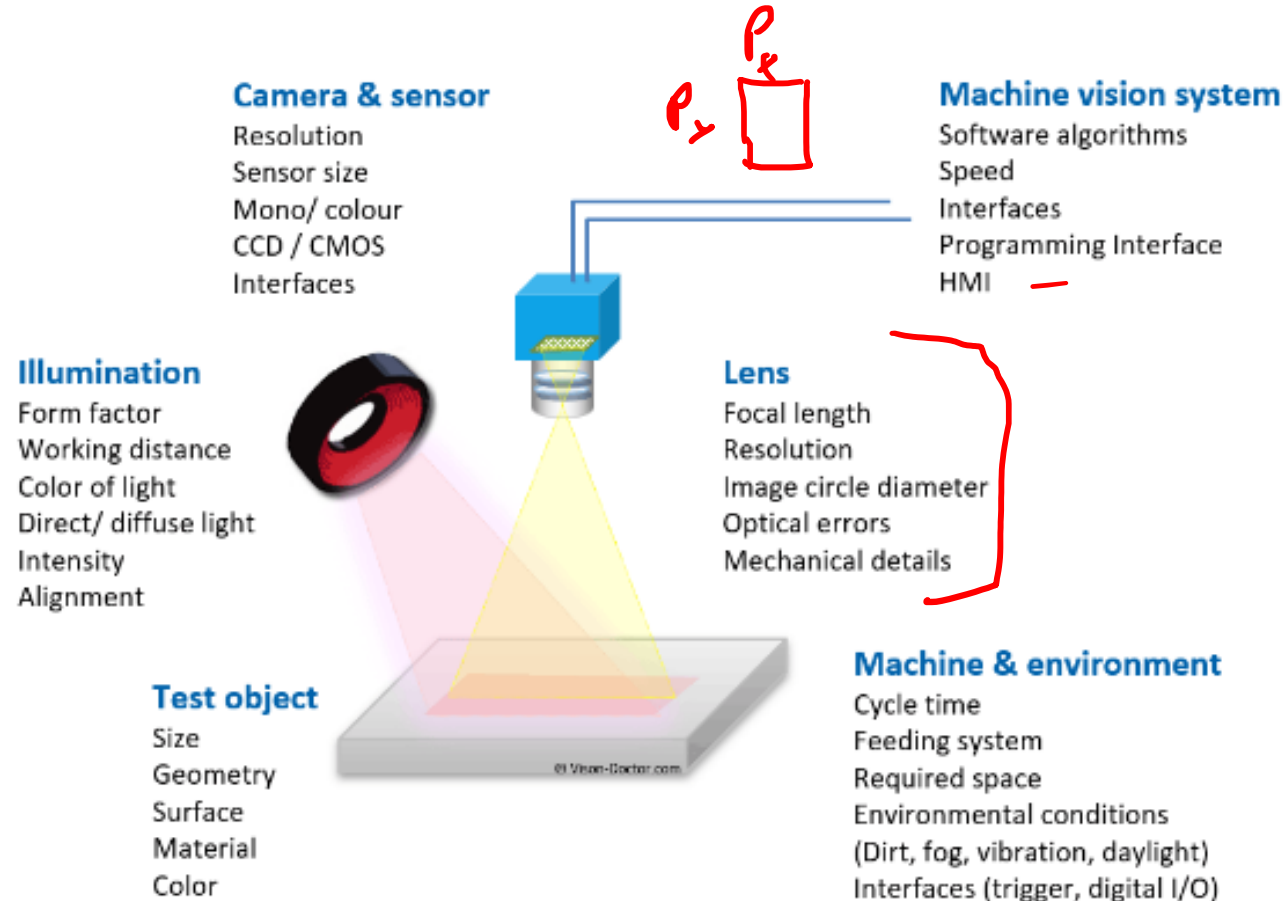 Px
Py
Camera & sensor
Resolution
Sensor size
Mono/ colour
CCD / CMOS
Interfaces
Machine vision system
Software algorithms
Speed
Interfaces
Programming Interface
HMI
Illumination
Form factor
Working distance
Color of light
Direct/ diffuse light
Intensity
Alignment
Lens
Focal length
Resolution
Image circle diameter
Optical errors
Mechanical details
Test object
Size
Geometry
Surface
Material
Color
© Vison-Doctor.com
Machine & environment
Cycle time
Feeding system
Required space
Environmental conditions
(Dirt, fog, vibration, daylight)
Interfaces (trigger, digital I/O)